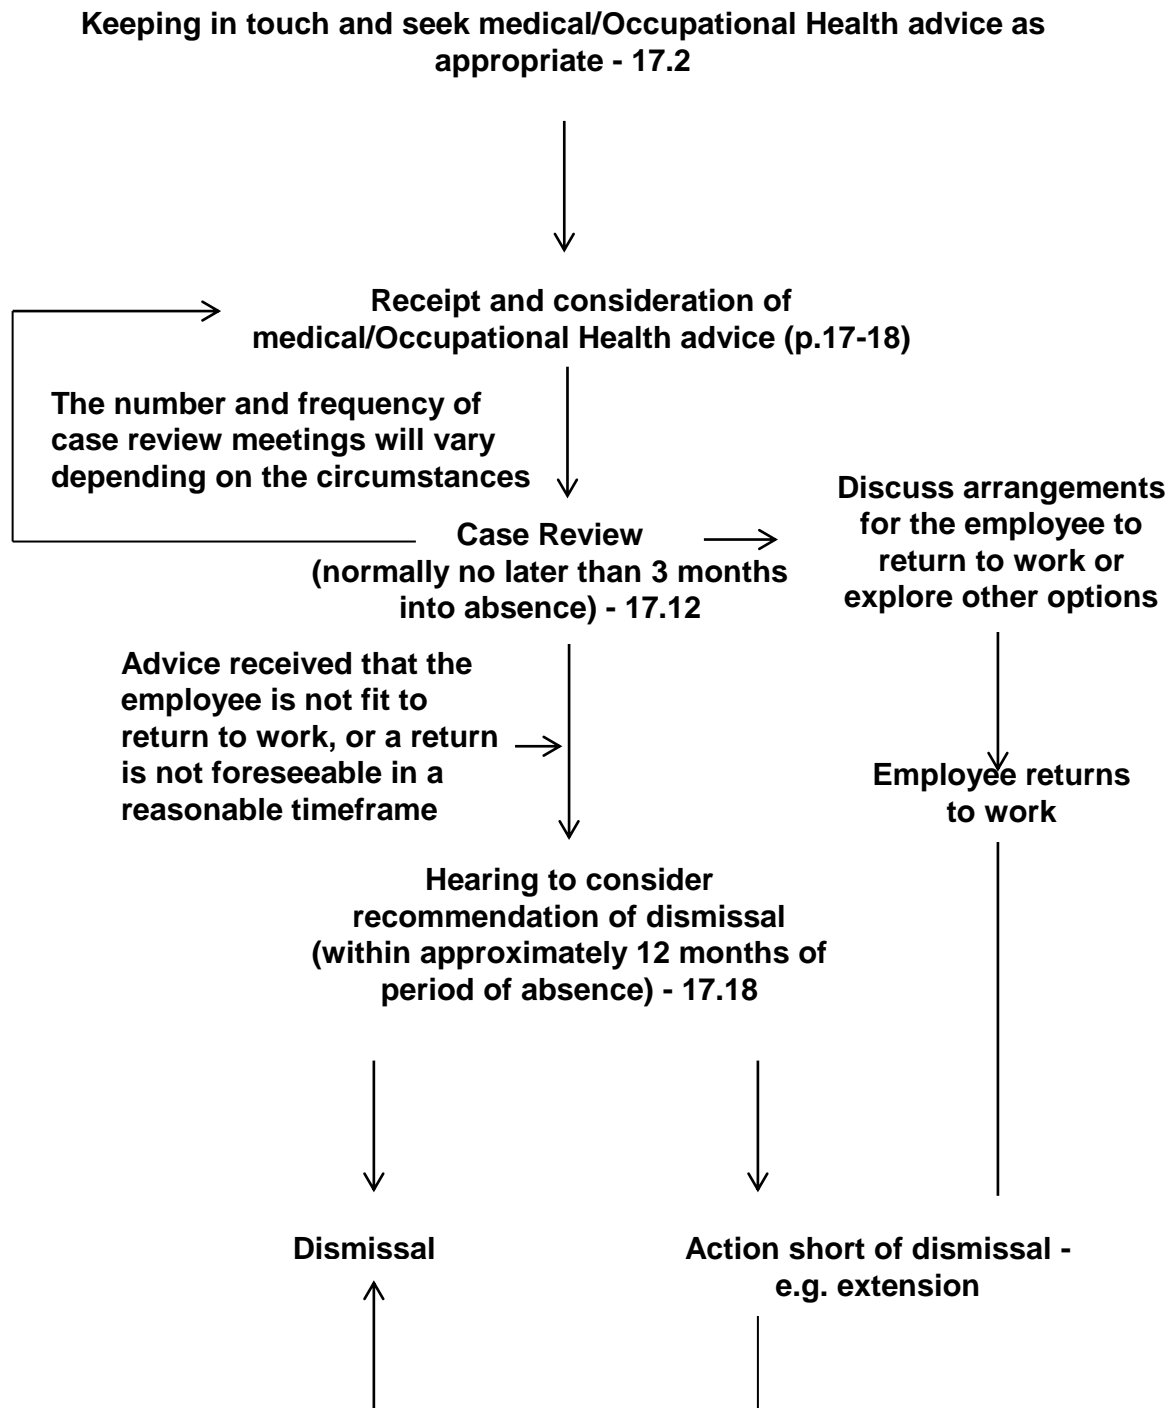 Keeping in touch and seek medical/Occupational Health advice as
appropriate - 17.2
Receipt and consideration of
medical/Occupational Health advice (p.17-18)
The number and frequency of
case review meetings will vary
depending on the circumstances
Case Review
(normally no later than 3 months
into absence) - 17.12
Discuss arrangements
for the employee to
return to work or
explore other options
Advice received that the
employee is not fit to
return to work, or a return
is not foreseeable in a
reasonable timeframe
Employee returns
to work
Hearing to consider
recommendation of dismissal
(within approximately 12 months of
period of absence) - 17.18
Dismissal
Action short of dismissal -
e.g. extension